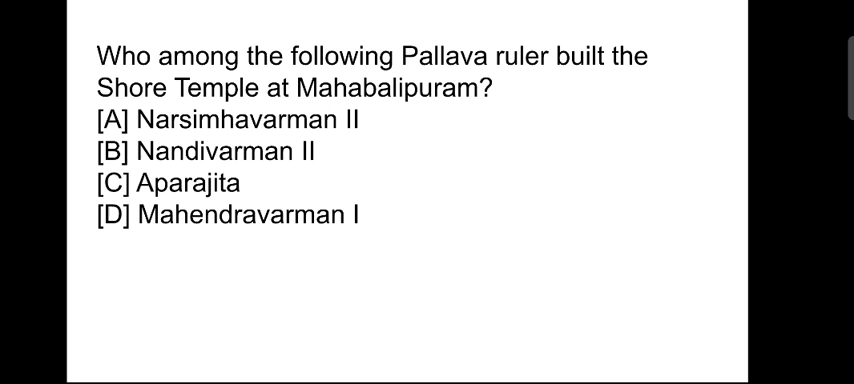 Who among the following Pallava ruler built the
Shore Temple at Mahabalipuram?
[A] Narsimhavarman II
[B] Nandivarman II
[C] Aparajita
[D] Mahendravarman I